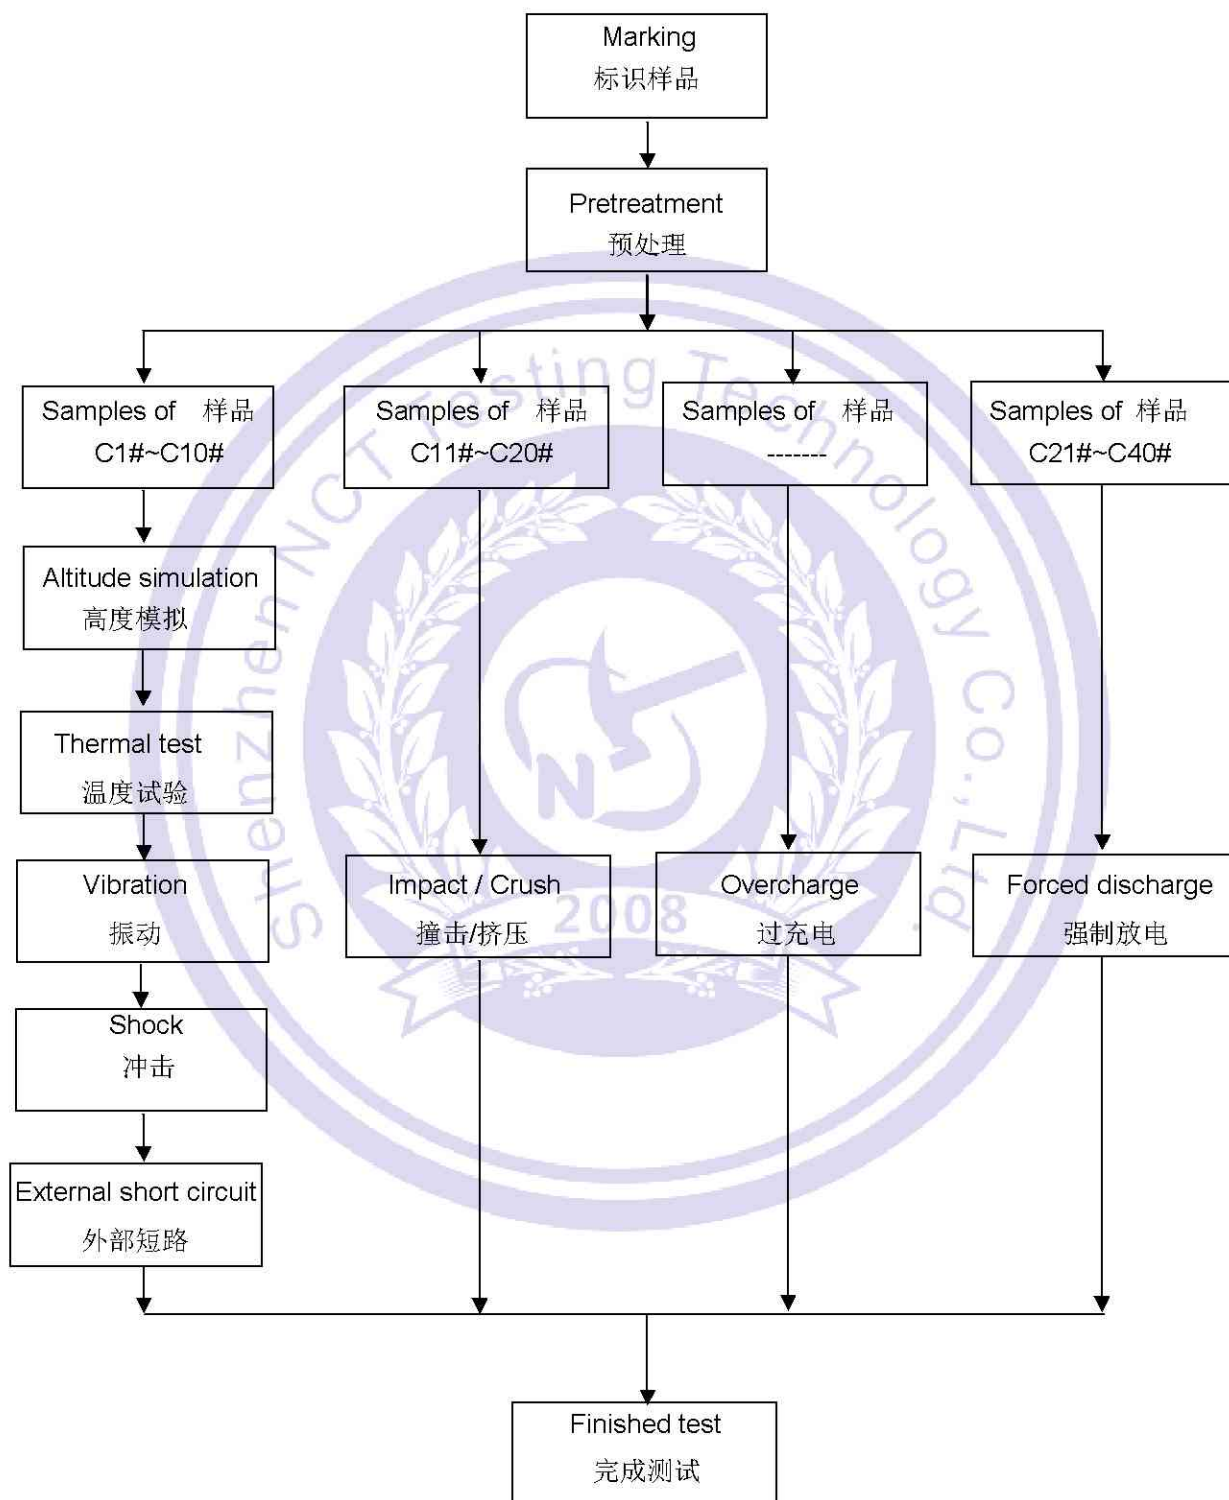 Marking
标识样品
Pretreatment
预处理
Samples of 样品
C1#~C10#
Samples of 样品
C11#~C20#
Samples of 样品
-------
Samples of 样品
C21#~C40#
Altitude simulation
高度模拟
Thermal test
温度试验
Vibration
振动
Impact / Crush
撞击/挤压
Overcharge
过充电
Forced discharge
强制放电
Shock
冲击
External short circuit
外部短路
Finished test
完成测试
Shenzhen NCT Testing Technology Co.,Ltd.
N
2008